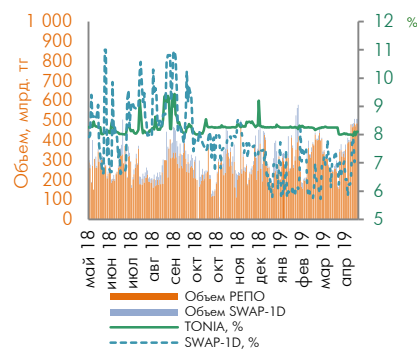 Объем, млрд. тг
1 000
900
800
700
600
500
400
300
200
100
0
%
12
11
10
9
8
7
6
5
май 18
июн 18
июл 18
авг 18
сен 18
окт 18
окт 18
ноя 18
дек 18
янв 19
фев 19
мар 19
апр 19
Объем РЕПО
Объем SWAP-1D
TONIA, %
SWAP-1D, %